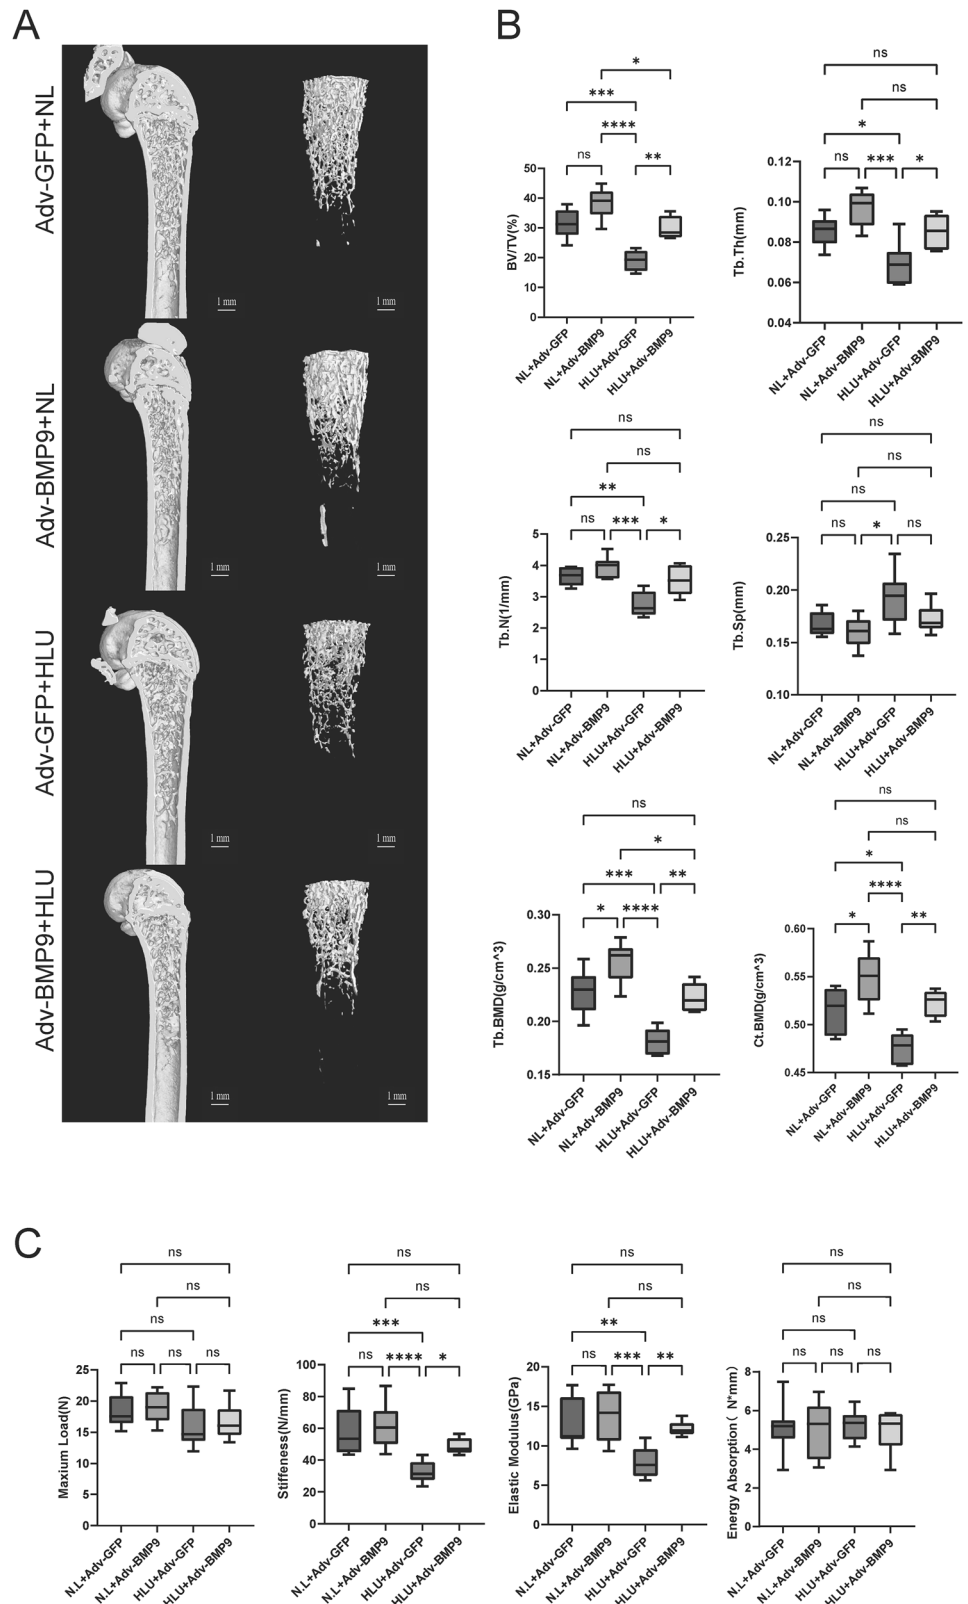 A
Adv-GFP+NL
1 mm
1 mm
Adv-BMP9+NL
1 mm
1 mm
Adv-GFP+HLU
1 mm
1 mm
Adv-BMP9+HLU
1 mm
1 mm
B
*
***
****
ns
**
BV/TV(%)
50
40
30
20
10
0
NL+Adv-GFP
NL+Adv-BMP9
HLU+Adv-GFP
HLU+Adv-BMP9
ns
ns
*
ns
***
*
Tb.Th(mm)
0.12
0.10
0.08
0.06
0.04
NL+Adv-GFP
NL+Adv-BMP9
HLU+Adv-GFP
HLU+Adv-BMP9
ns
ns
**
ns
***
*
Tb.N(1/mm)
5
4
3
2
1
0
NL+Adv-GFP
NL+Adv-BMP9
HLU+Adv-GFP
HLU+Adv-BMP9
ns
ns
ns
ns
*
ns
Tb.Sp(mm)
0.25
0.20
0.15
0.10
NL+Adv-GFP
NL+Adv-BMP9
HLU+Adv-GFP
HLU+Adv-BMP9
ns
*
***
**
*
****
Tb.BMD(g/cm^3)
0.30
0.25
0.20
0.15
NL+Adv-GFP
NL+Adv-BMP9
HLU+Adv-GFP
HLU+Adv-BMP9
ns
ns
*
****
*
**
Ct.BMD(g/cm^3)
0.60
0.55
0.50
0.45
NL+Adv-GFP
NL+Adv-BMP9
HLU+Adv-GFP
HLU+Adv-BMP9
C
ns
ns
ns
ns
ns
ns
Maxium Load(N)
25
20
15
10
5
0
N.L+Adv-GFP
N.L+Adv-BMP9
HLU+Adv-GFP
HLU+Adv-BMP9
ns
ns
***
ns
****
*
Stiffeness(N/mm)
100
80
60
40
20
0
N.L+Adv-GFP
N.L+Adv-BMP9
HLU+Adv-GFP
HLU+Adv-BMP9
ns
ns
**
ns
***
**
Elastic Modulus(GPa)
20
15
10
5
0
N.L+Adv-GFP
N.L+Adv-BMP9
HLU+Adv-GFP
HLU+Adv-BMP9
ns
ns
ns
ns
ns
ns
Energy Absorption( N*mm)
8
6
4
2
0
N.L+Adv-GFP
N.L+Adv-BMP9
HLU+Adv-GFP
HLU+Adv-BMP9